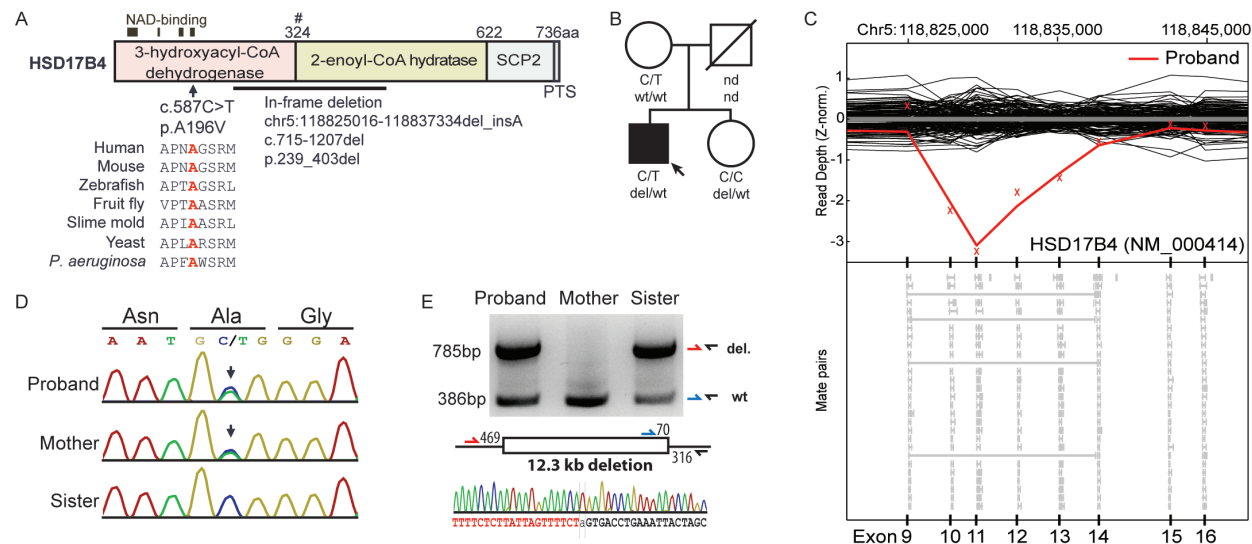 A
NAD-binding
#
324
622
736aa
HSD17B4
3-hydroxyacyl-CoA
dehydrogenase
2-enoyl-CoA hydratase
SCP2
PTS
c.587C>T
p.A196V
In-frame deletion
chr5:118825016-118837334del_insA
c.715-1207del
p.239_403del
Human APNAGSRM
Mouse APNAGSRM
Zebrafish APTAGSRL
Fruit fly VPTAASRM
Slime mold APIAASRL
Yeast APLARSRM
P. aeruginosa APFAWSRM
B
C/T
wt/wt
nd
nd
C/T
del/wt
C/C
del/wt
C
Chr5: 118,825,000 118,835,000 118,845,000
Proband
Read Depth (Z-norm.)
1
0
-1
-2
-3
HSD17B4 (NM_000414)
Mate pairs
Exon 9 10 11 12 13 14 15 16
D
Asn Ala Gly
A A T G C/T G G G A
Proband
Mother
Sister
E
Proband Mother Sister
785bp
del.
386bp
wt
469
70
316
12.3 kb deletion
TTTTCTCTTATTAGTTTTCTaGTGACCTGAAATTACTAGC